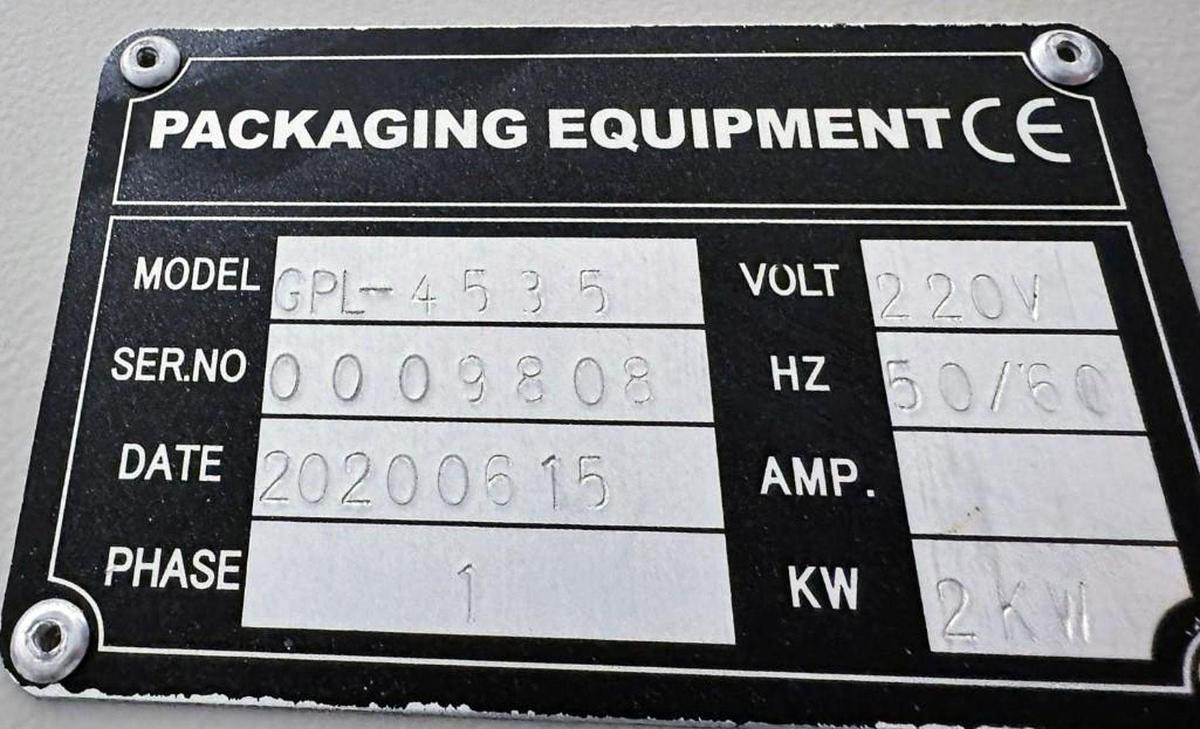 PACKAGING EQUIPMENT CE
MODEL GPL-4535 VOLT 220V
SER.NO 0009808 HZ 50/60
DATE 20200615 AMP.
PHASE 1 KW 2KW